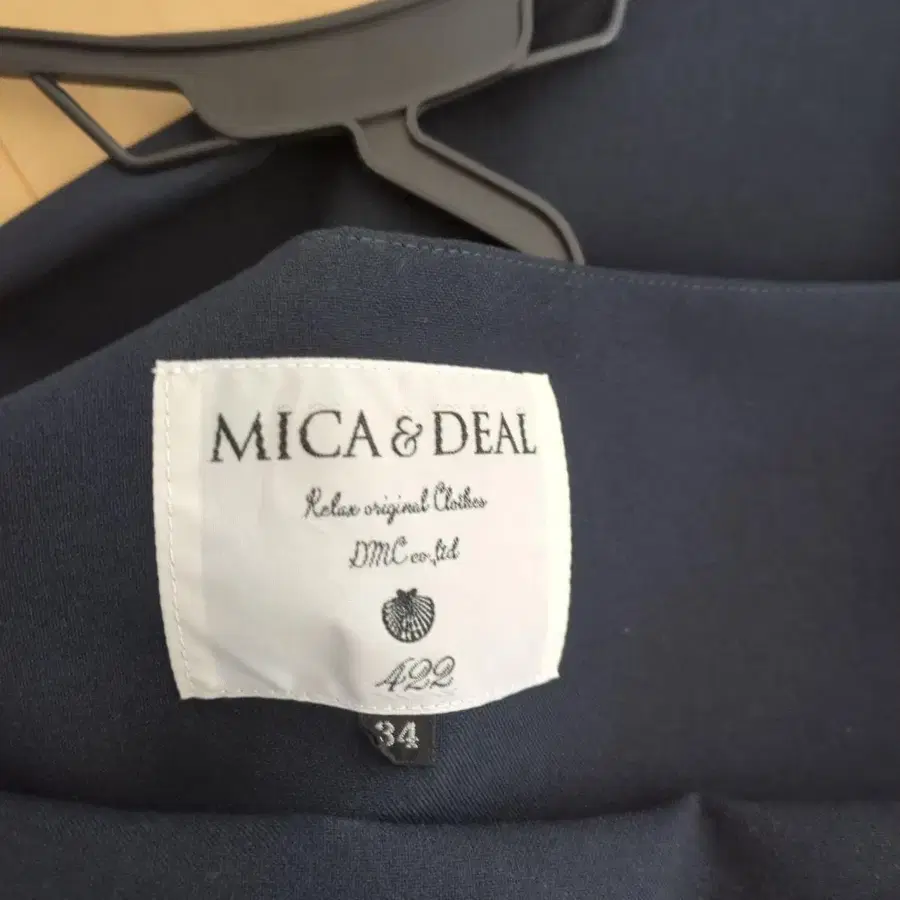 MICA & DEAL
Relax original Clothes
DMC co.,ltd
422
34